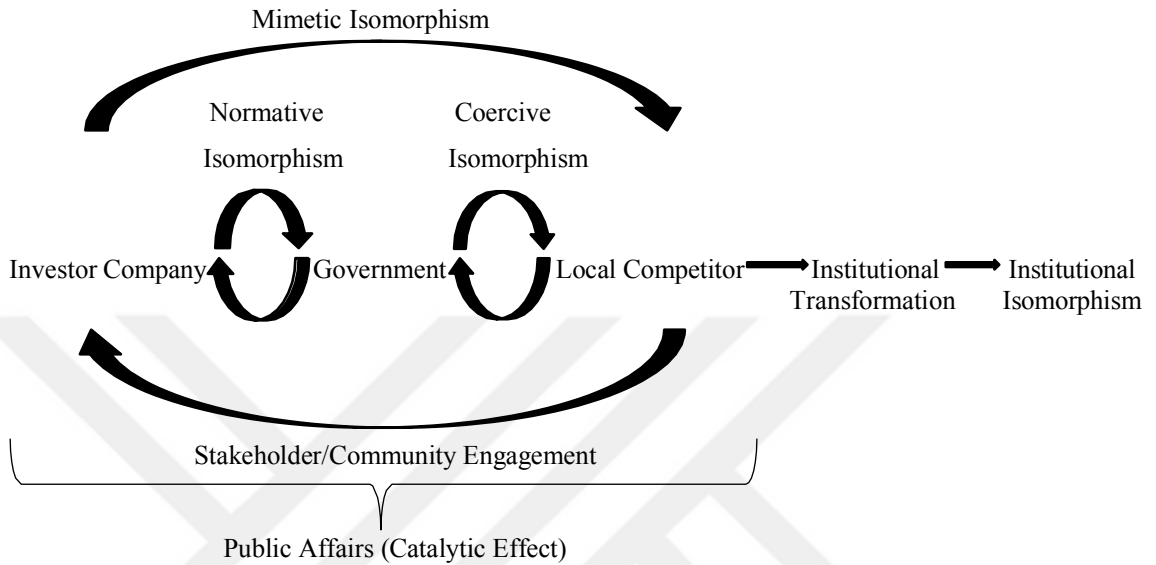 Mimetic Isomorphism
Normative
Isomorphism
Coercive
Isomorphism
Investor Company
Government
Local Competitor
Institutional
Transformation
Institutional
Isomorphism
Stakeholder/Community Engagement
Public Affairs (Catalytic Effect)